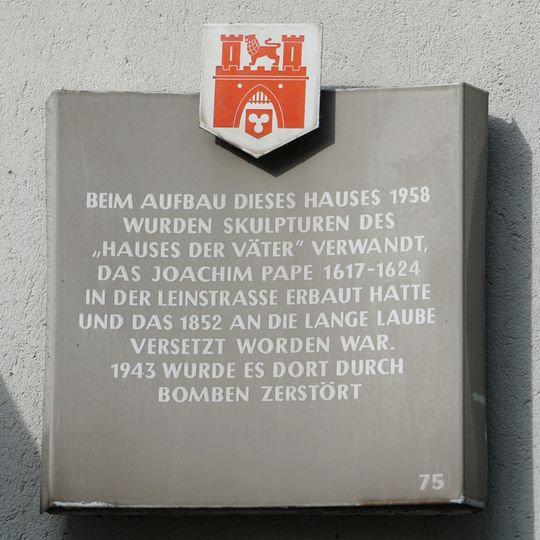 BEIM AUFBAU DIESES HAUSES 1958
WURDEN SKULPTUREN DES
„HAUSES DER VÄTER" VERWANDT,
DAS JOACHIM PAPE 1617-1624
IN DER LEINSTRASSE ERBAUT HATTE
UND DAS 1852 AN DIE LANGE LAUBE
VERSETZT WORDEN WAR.
1943 WURDE ES DORT DURCH
BOMBEN ZERSTÖRT
75